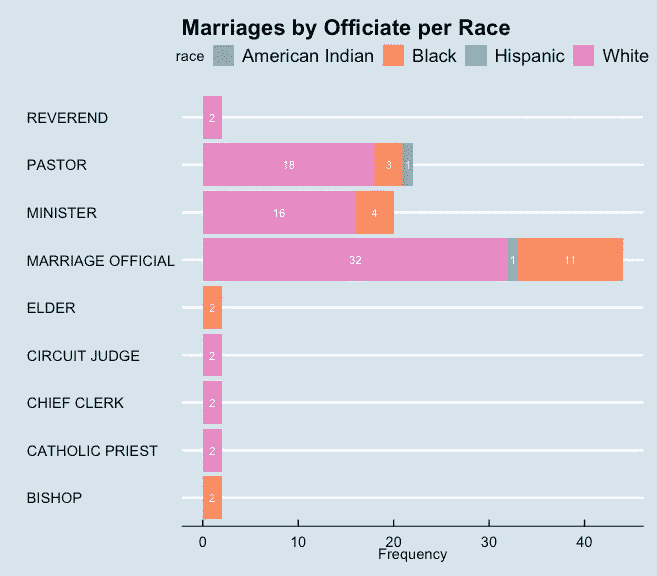 Marriages by Officiate per Race
race American Indian Black Hispanic White
REVEREND 2
PASTOR 18 3 1
MINISTER 16 4
MARRIAGE OFFICIAL 32 1 11
ELDER 2
CIRCUIT JUDGE 2
CHIEF CLERK 2
CATHOLIC PRIEST 2
BISHOP 2
0 10 20 30 40
Frequency